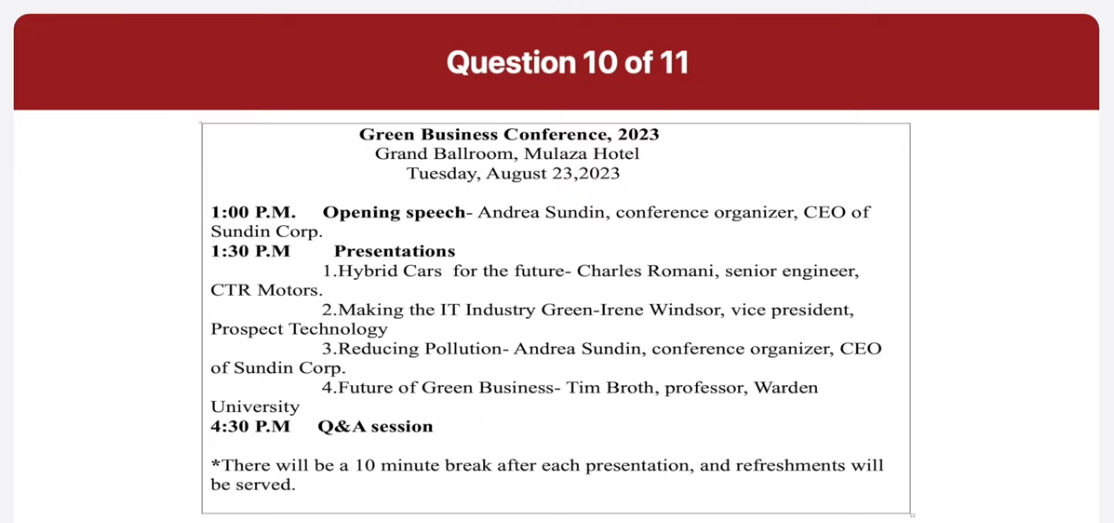 Question 10 of 11
Green Business Conference, 2023
Grand Ballroom, Mulaza Hotel
Tuesday, August 23,2023
1:00 P.M. Opening speech- Andrea Sundin, conference organizer, CEO of
Sundin Corp.
1:30 P.M Presentations
1.Hybrid Cars for the future- Charles Romani, senior engineer,
CTR Motors.
2.Making the IT Industry Green-Irene Windsor, vice president,
Prospect Technology
3.Reducing Pollution- Andrea Sundin, conference organizer, CEO
of Sundin Corp.
4.Future of Green Business- Tim Broth, professor, Warden
University
4:30 P.M Q&A session
*There will be a 10 minute break after each presentation, and refreshments will
be served.